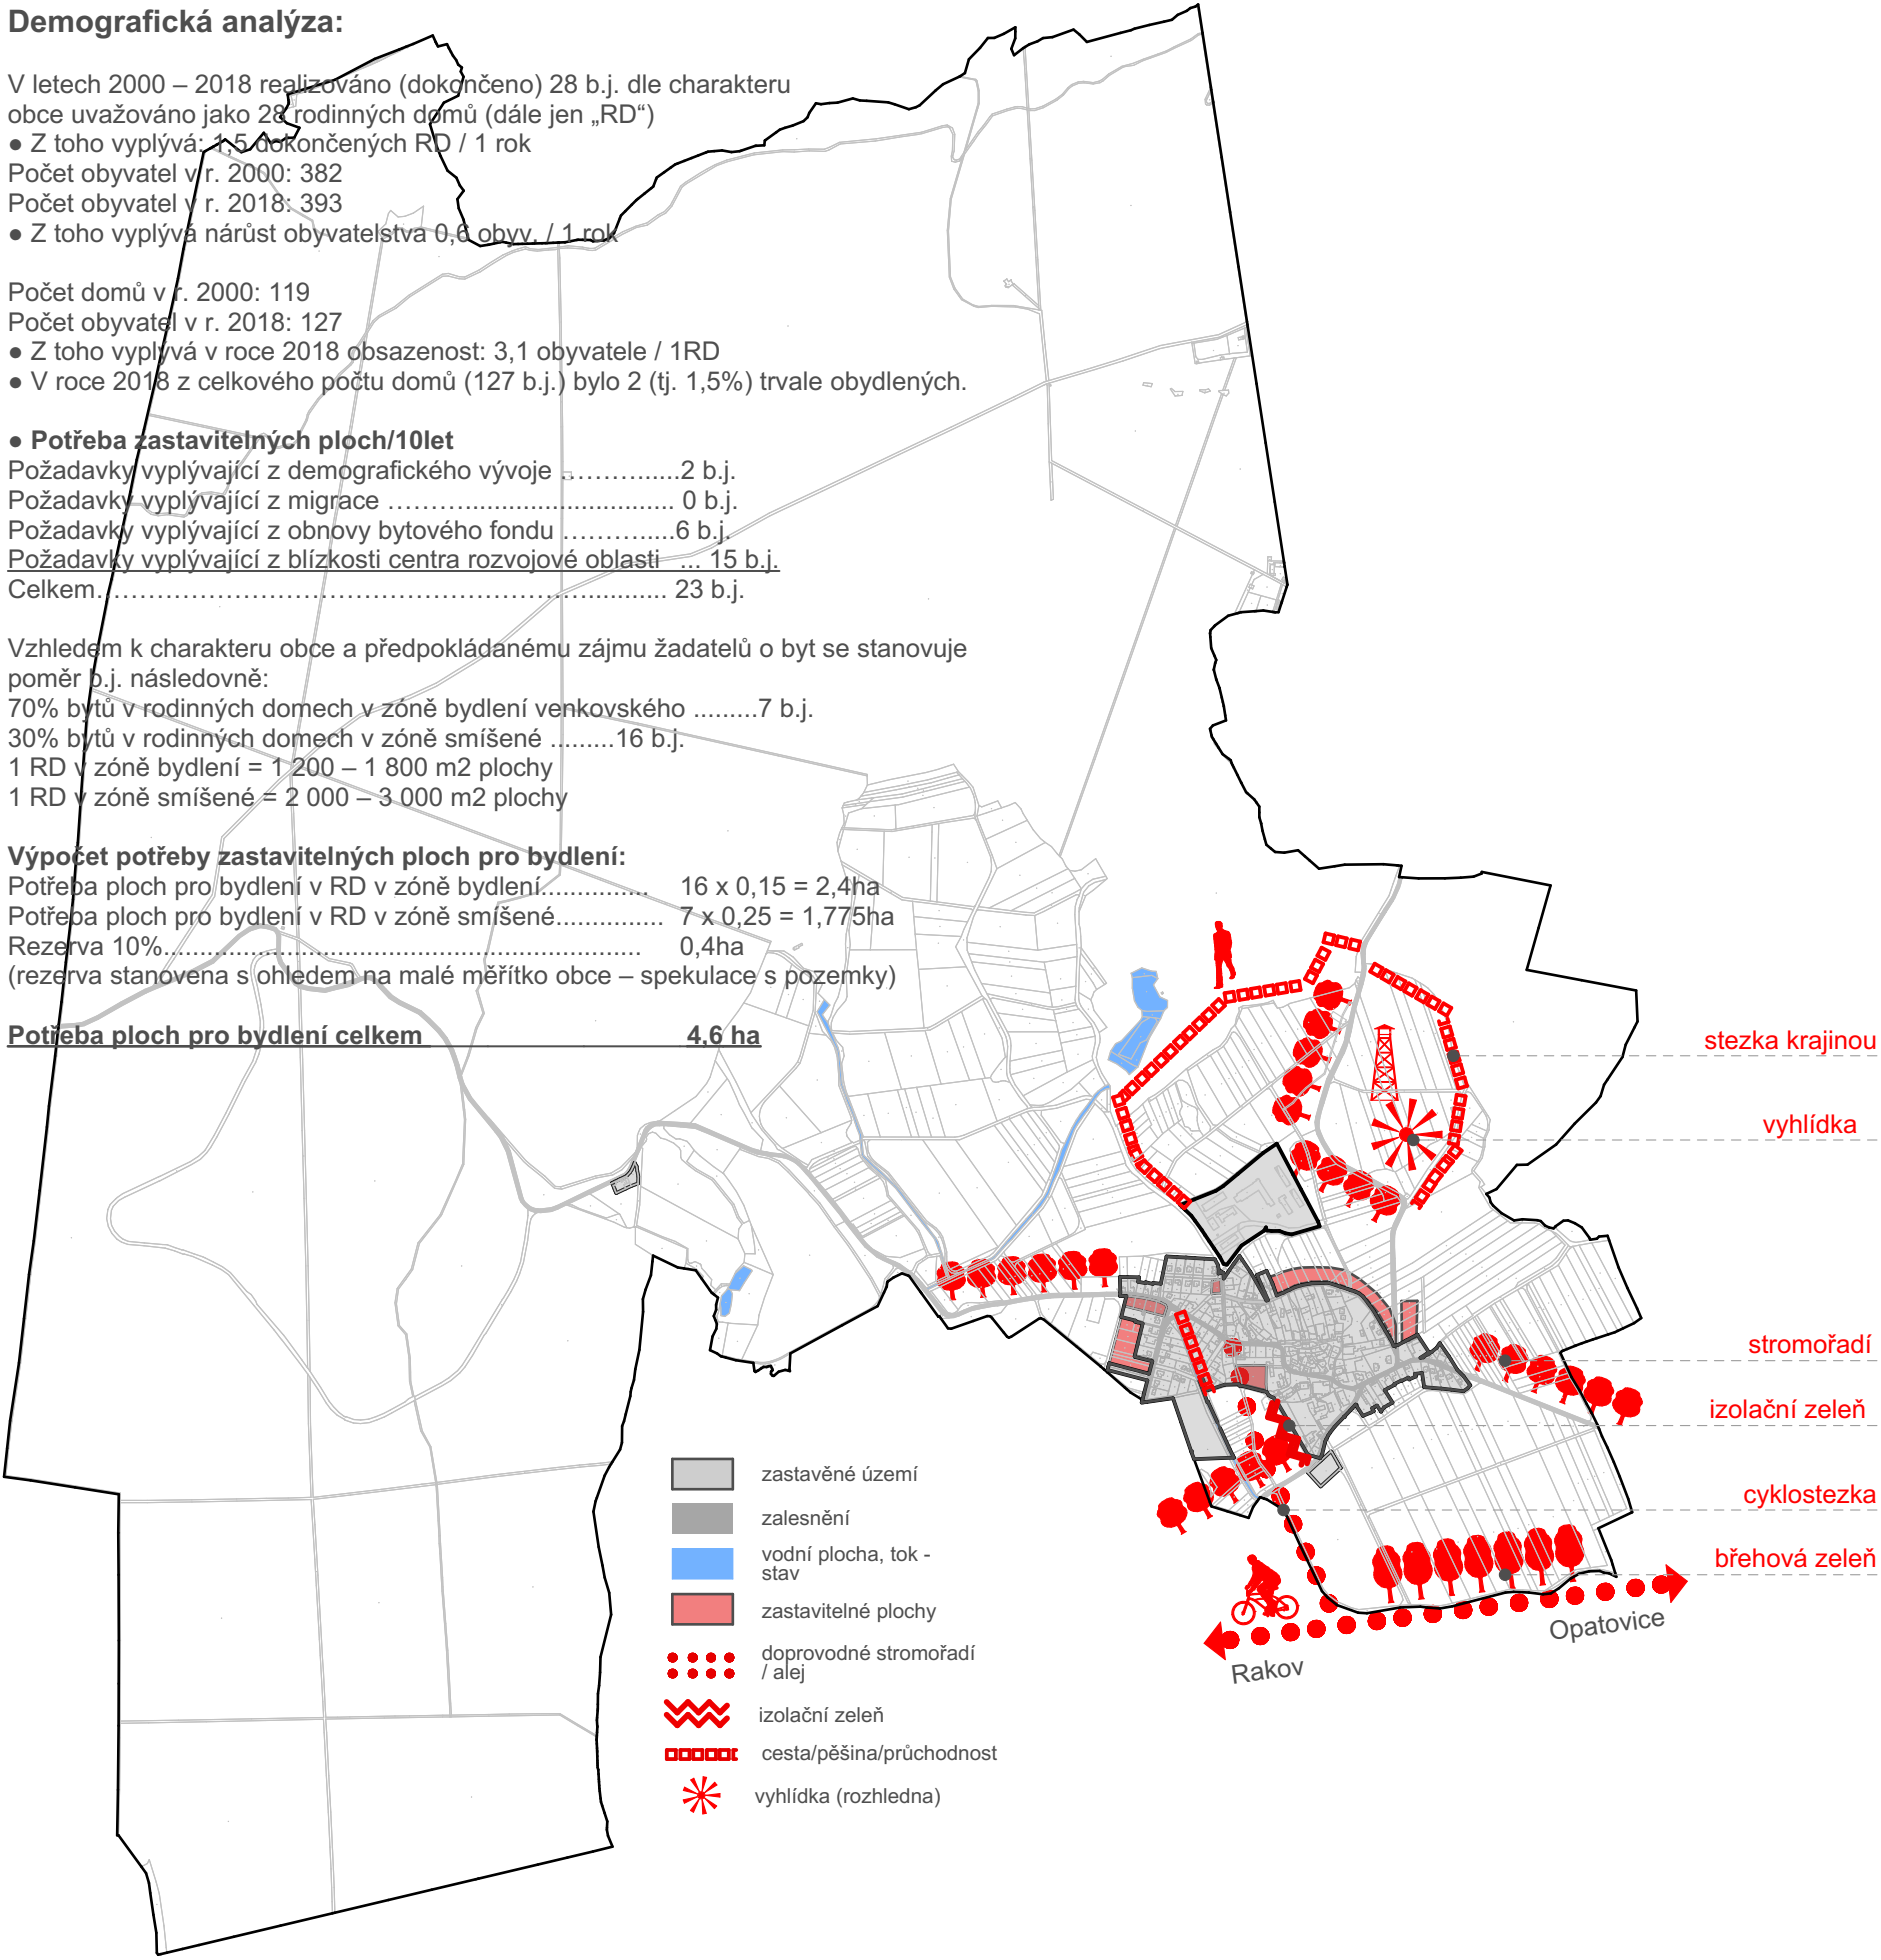 Demografická analýza:
V letech 2000 – 2018 realizováno (dokončeno) 28 b.j. dle charakteru
obce uvažováno jako 28 rodinných domů (dále jen „RD“)
● Z toho vyplývá: 1,5 dokončených RD / 1 rok
Počet obyvatel v r. 2000: 382
Počet obyvatel v r. 2018: 393
● Z toho vyplývá nárůst obyvatelstva 0,6 obyv. / 1 rok
Počet domů v r. 2000: 119
Počet obyvatel v r. 2018: 127
● Z toho vyplývá v roce 2018 obsazenost: 3,1 obyvatele / 1RD
● V roce 2018 z celkového počtu domů (127 b.j.) bylo 2 (tj. 1,5%) trvale obydlených.
● Potřeba zastavitelných ploch/10let
Požadavky vyplývající z demografického vývoje …………......2 b.j.
Požadavky vyplývající z migrace ………............................. 0 b.j.
Požadavky vyplývající z obnovy bytového fondu ………......6 b.j.
Požadavky vyplývající z blízkosti centra rozvojové oblasti ... 15 b.j.
Celkem…………………………………………………........... 23 b.j.
Vzhledem k charakteru obce a předpokládanému zájmu žadatelů o byt se stanovuje
poměr b.j. následovně:
70% bytů v rodinných domech v zóně bydlení venkovského .........7 b.j.
30% bytů v rodinných domech v zóně smíšené .........16 b.j.
1 RD v zóně bydlení = 1 200 – 1 800 m2 plochy
1 RD v zóně smíšené = 2 000 – 3 000 m2 plochy
Výpočet potřeby zastavitelných ploch pro bydlení:
Potřeba ploch pro bydlení v RD v zóně bydlení............... 16 x 0,15 = 2,4ha
Potřeba ploch pro bydlení v RD v zóně smíšené............... 7 x 0,25 = 1,775ha
Rezerva 10%.................................................................. 0,4ha
(rezerva stanovena s ohledem na malé měřítko obce – spekulace s pozemky)
Potřeba ploch pro bydlení celkem 4,6 ha
stezka krajinou
vyhlídka
stromořadí
izolační zeleň
cyklostezka
břehová zeleň
Opatovice
Rakov
zastavěné území
zalesnění
vodní plocha, tok -
stav
zastavitelné plochy
doprovodné stromořadí
/ alej
izolační zeleň
cesta/pěšina/průchodnost
vyhlídka (rozhledna)